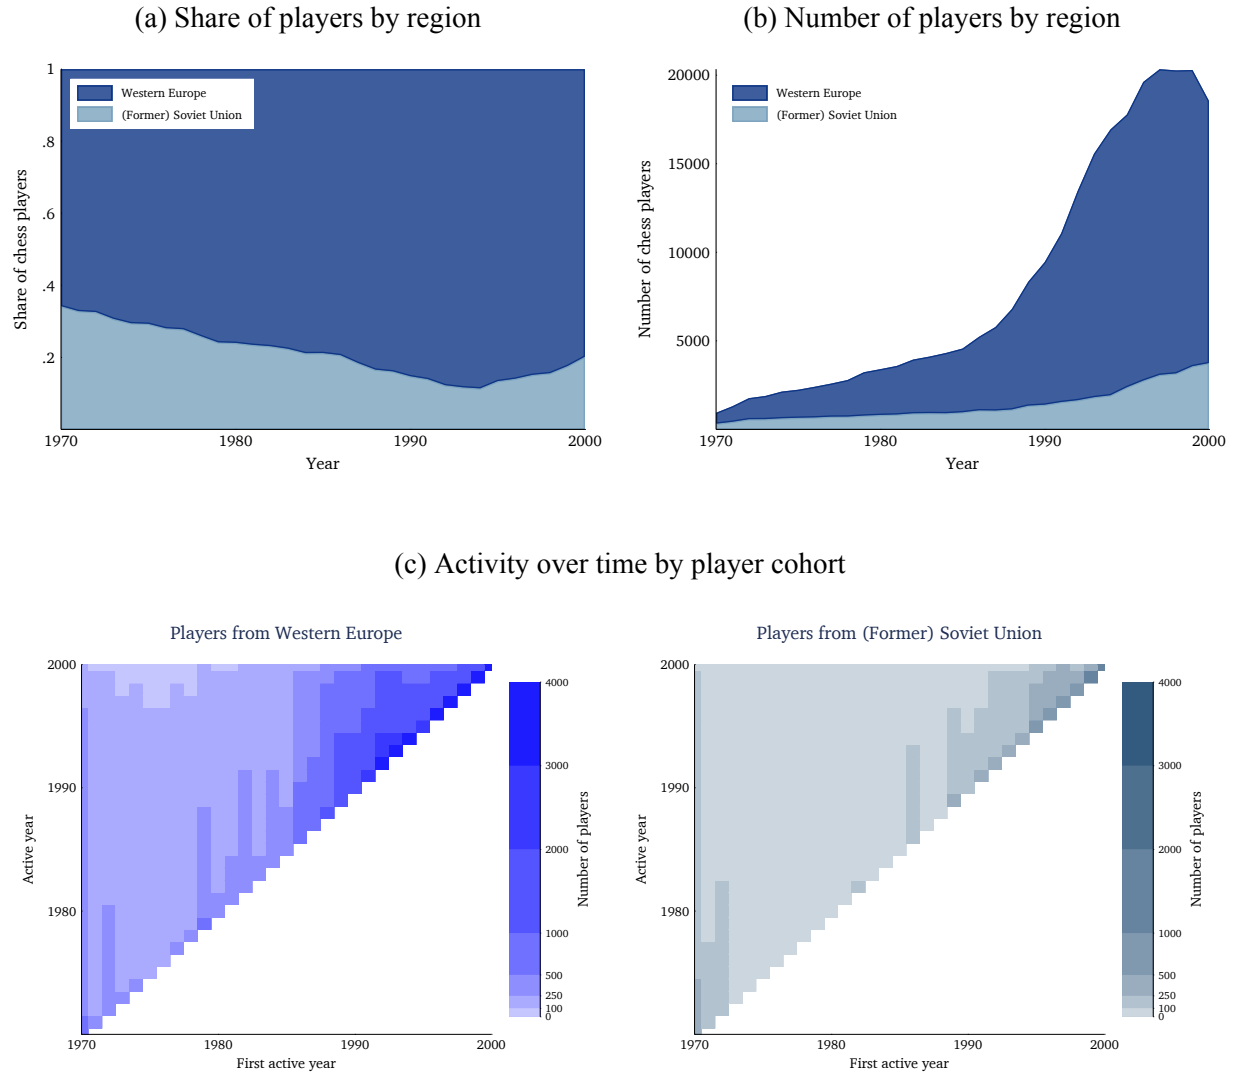 (a) Share of players by region
(b) Number of players by region
1
.8
.6
.4
.2
Share of chess players
Western Europe
(Former) Soviet Union
1970
1980
1990
2000
Year
20000
15000
10000
5000
Number of chess players
Western Europe
(Former) Soviet Union
1970
1980
1990
2000
Year
(c) Activity over time by player cohort
Players from Western Europe
2000
1990
1980
Active year
1970
1980
1990
2000
First active year
4000
3000
2000
1000
500
250
100
0
Number of players
Players from (Former) Soviet Union
2000
1990
1980
Active year
1970
1980
1990
2000
First active year
4000
3000
2000
1000
500
250
100
0
Number of players